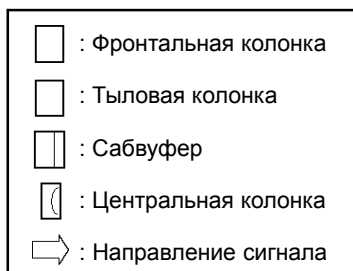 : Фронтальная колонка
: Тыловая колонка
: Сабвуфер
: Центральная колонка
: Направление сигнала